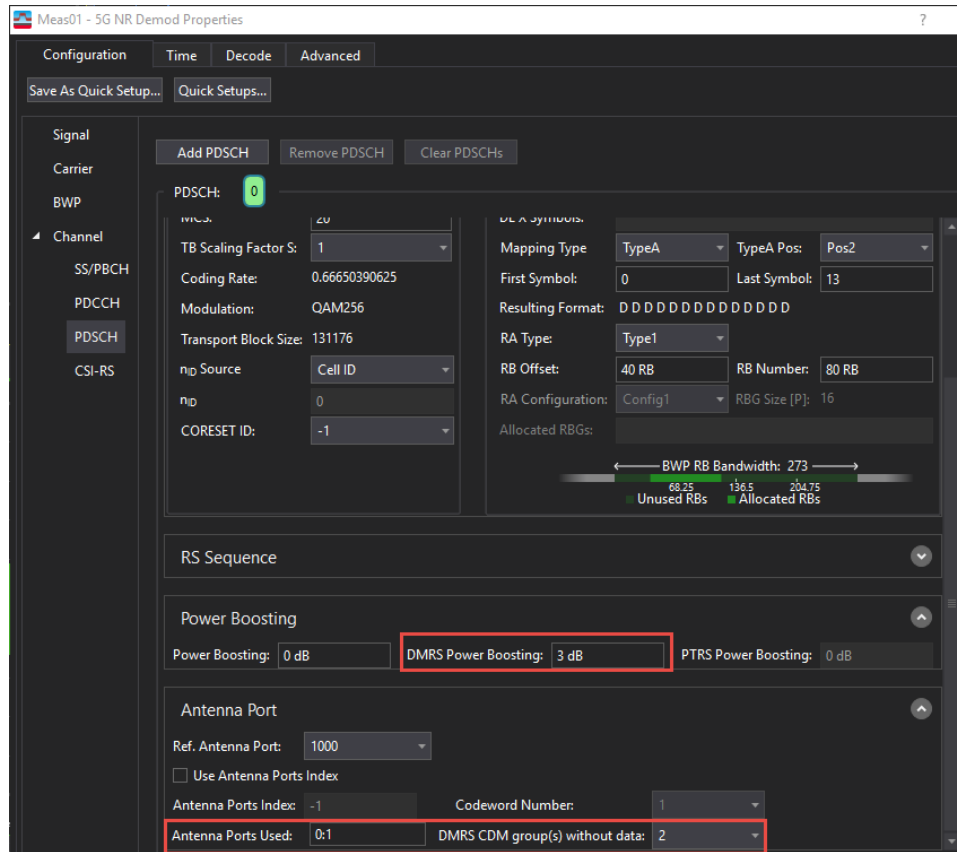 Meas01 - 5G NR Demod Properties ?
Configuration Time Decode Advanced
Save As Quick Setup... Quick Setups...
Signal
Carrier
BWP
Channel
SS/PBCH
PDCCH
PDSCH
CSI-RS
Add PDSCH Remove PDSCH Clear PDSCHs
PDSCH: 0
MCS: 20
TB Scaling Factor S: 1
Coding Rate: 0.66650390625
Modulation: QAM256
Transport Block Size: 131176
nID Source Cell ID
nID 0
CORESET ID: -1
DL X Symbols:
Mapping Type TypeA TypeA Pos: Pos2
First Symbol: 0 Last Symbol: 13
Resulting Format: D D D D D D D D D D D D D D
RA Type: Type1
RB Offset: 40 RB RB Number: 80 RB
RA Configuration: Config1 RBG Size [P]: 16
Allocated RBGs:
BWP RB Bandwidth: 273
68.25 136.5 204.75
Unused RBs Allocated RBs
RS Sequence
Power Boosting
Power Boosting: 0 dB DMRS Power Boosting: 3 dB PTRS Power Boosting: 0 dB
Antenna Port
Ref. Antenna Port: 1000
Use Antenna Ports Index
Antenna Ports Index: -1 Codeword Number: 1
Antenna Ports Used: 0:1 DMRS CDM group(s) without data: 2